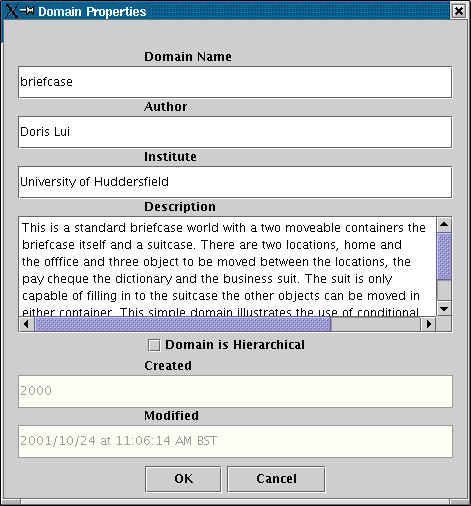 Domain Properties
Domain Name
briefcase
Author
Doris Lui
Institute
University of Huddersfield
Description
This is a standard briefcase world with a two moveable containers the
briefcase itself and a suitcase. There are two locations, home and
the offfice and three object to be moved between the locations, the
pay cheque the dictionary and the business suit. The suit is only
capable of filling in to the suitcase the other objects can be moved in
either container. This simple domain illustrates the use of conditional
Domain is Hierarchical
Created
2000
Modified
2001/10/24 at 11:06:14 AM BST
OK Cancel